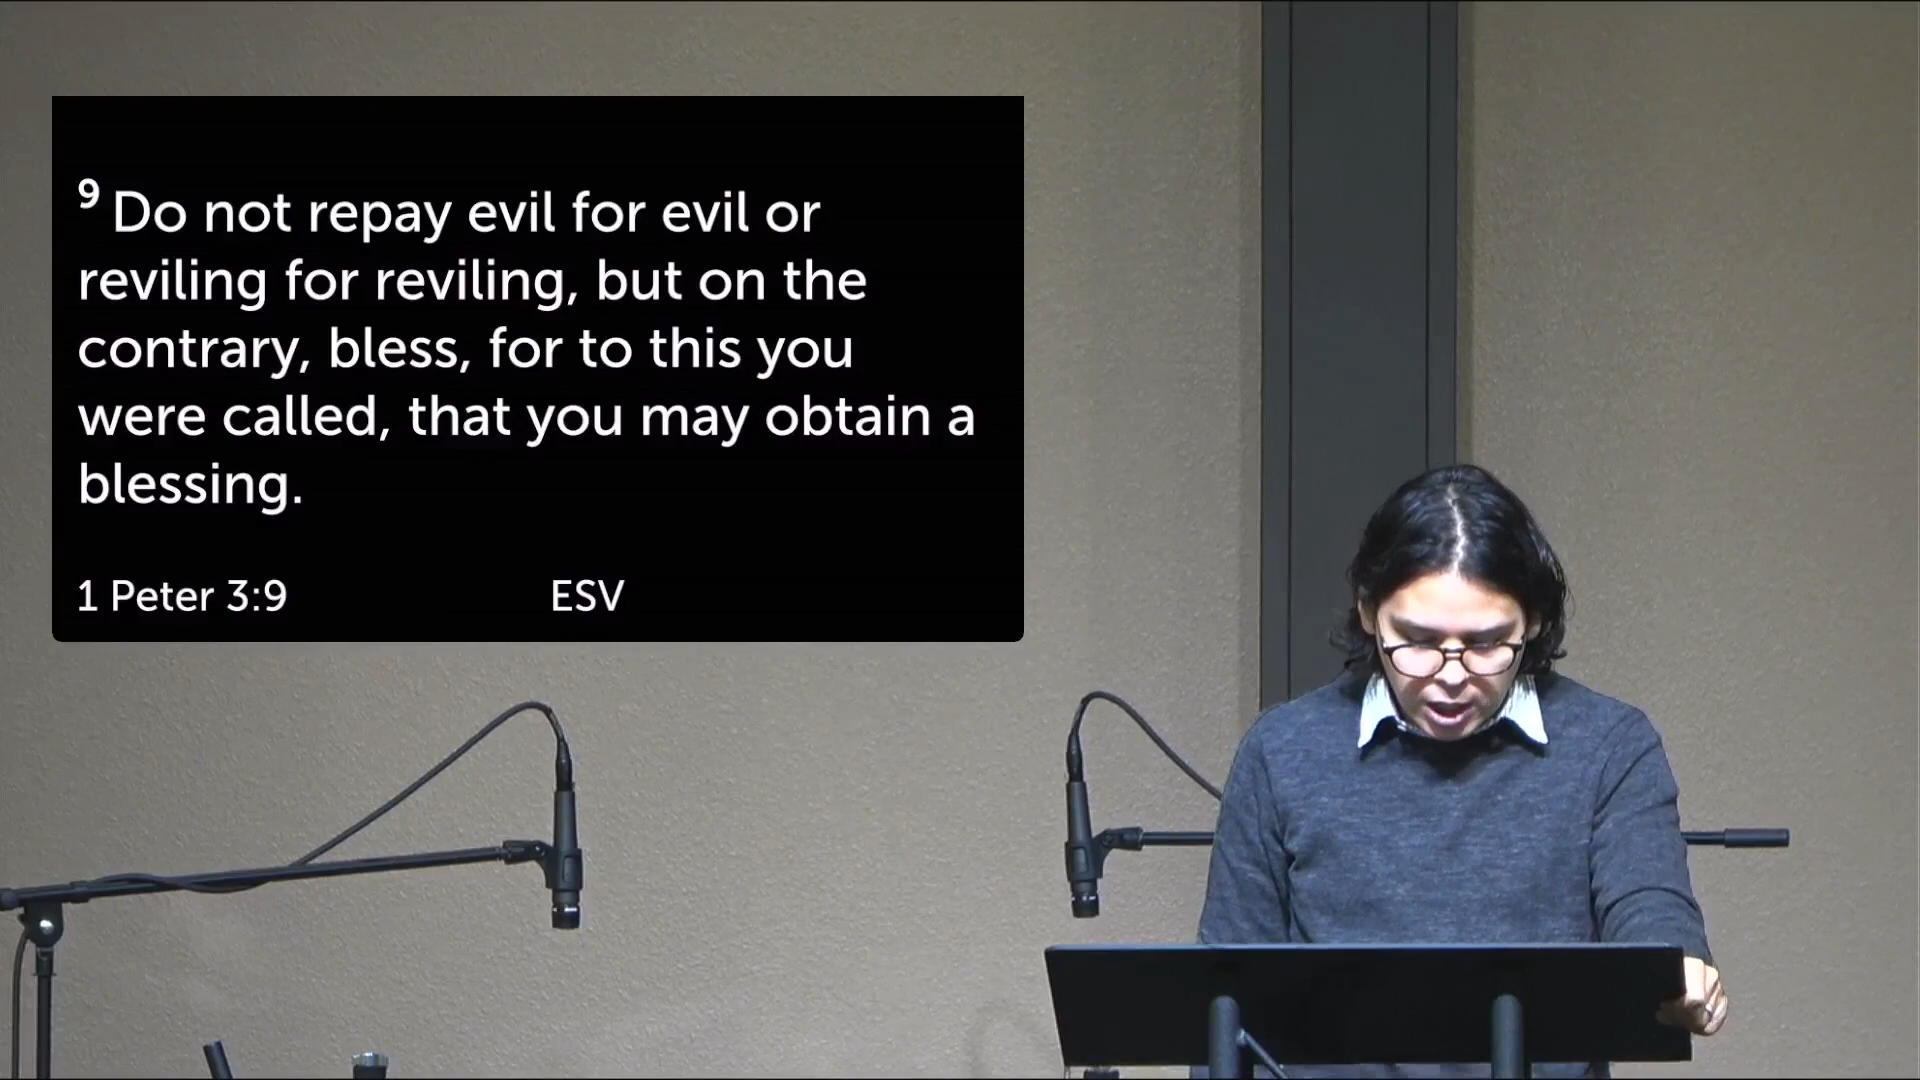 9 Do not repay evil for evil or
reviling for reviling, but on the
contrary, bless, for to this you
were called, that you may obtain a
blessing.
1 Peter 3:9 ESV